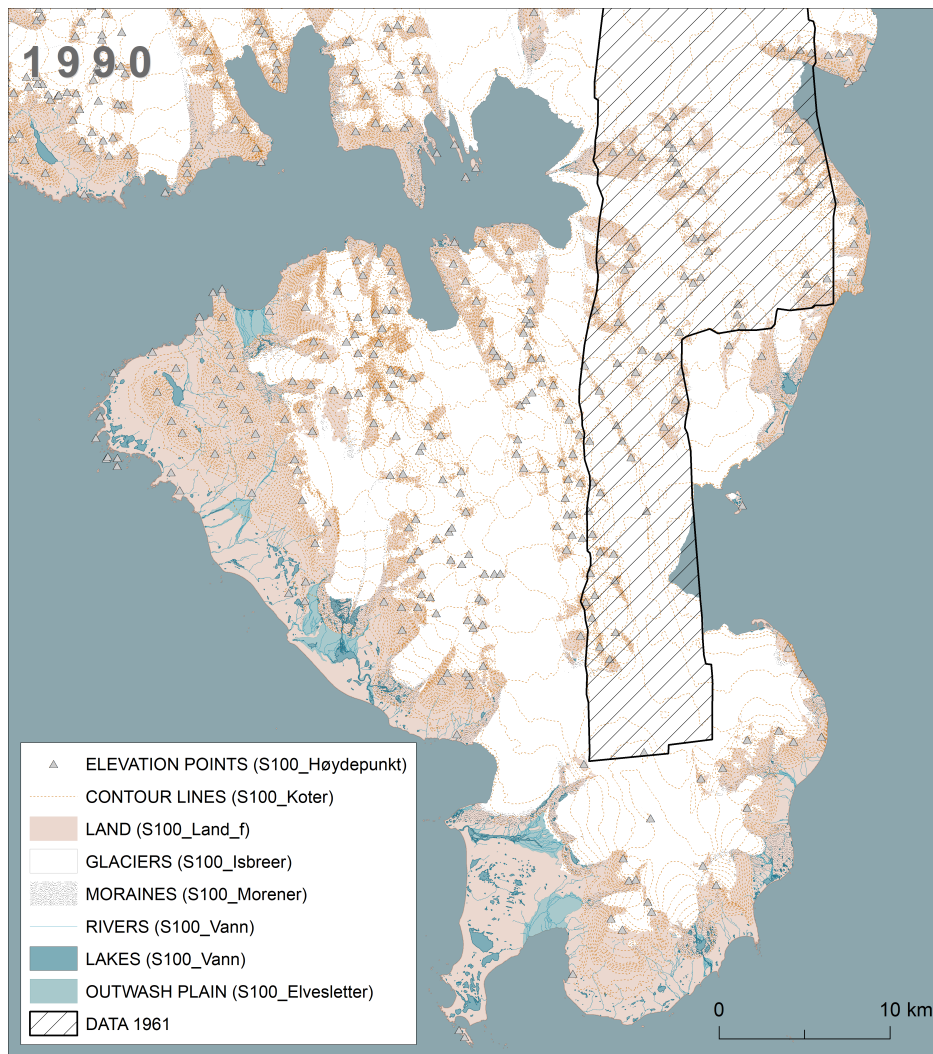 1990
ELEVATION POINTS (S100_Høydepunkt)
CONTOUR LINES (S100_Koter)
LAND (S100_Land_f)
GLACIERS (S100_Isbreer)
MORAINES (S100_Morener)
RIVERS (S100_Vann)
LAKES (S100_Vann)
OUTWASH PLAIN (S100_Elvesletter)
DATA 1961
0 10 km